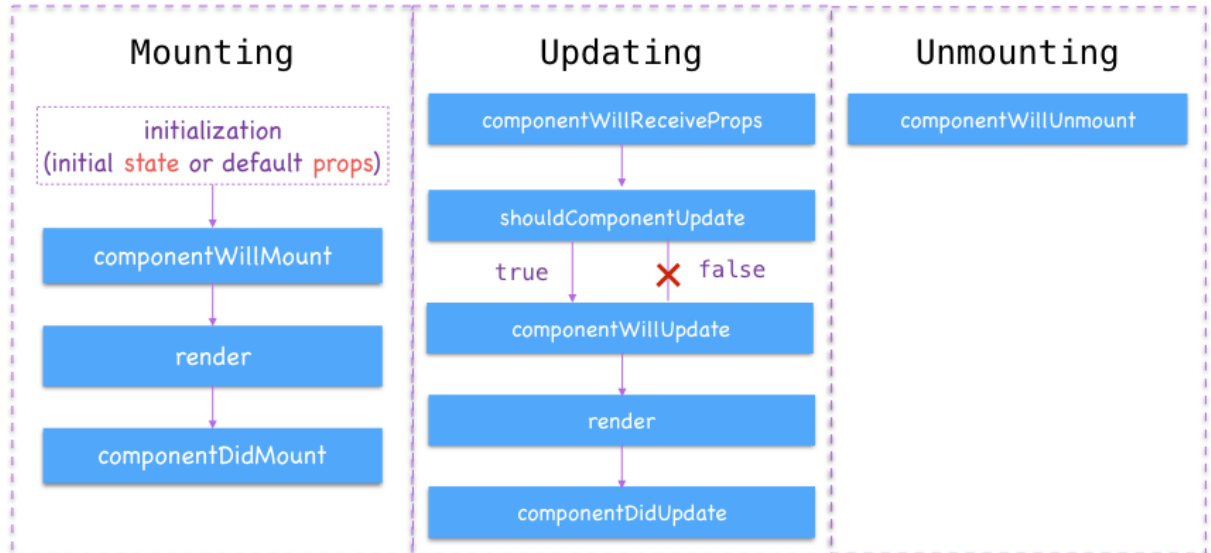 Mounting
initialization
(initial state or default props)
componentWillMount
render
componentDidMount
Updating
componentWillReceiveProps
shouldComponentUpdate
true
false
componentWillUpdate
render
componentDidUpdate
Unmounting
componentWillUnmount